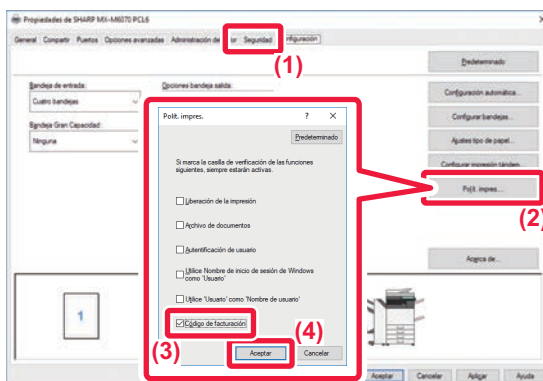 Propiedades de SHARP MX-M6070 PCL6
General Compartir Puertos Opciones avanzadas Administración de Seguridad
(1)
Predeterminado
Bandeja de entrada:
Opciones bandeja salida:
Cuatro bandejas
Configuración automática...
Bandeja Gran Capacidad:
Ninguna
Configurar bandejas...
Ajustes tipo de papel...
Configurar impresión tándem...
Polít. impres....
(2)
Acerca de...
Polít. impres.
? ×
Predeterminado
Si marca la casilla de verificación de las funciones
siguientes, siempre estarán activas.
Liberación de la impresión
Archivo de documentos
Autentificación de usuario
Utilice Nombre de inicio de sesión de Windows
como 'Usuario'
Utilice 'Usuario' como 'Nombre de usuario'
Código de facturación
(3)
(4)
Aceptar Cancelar
1
Aceptar Cancelar Aplicar Ayuda